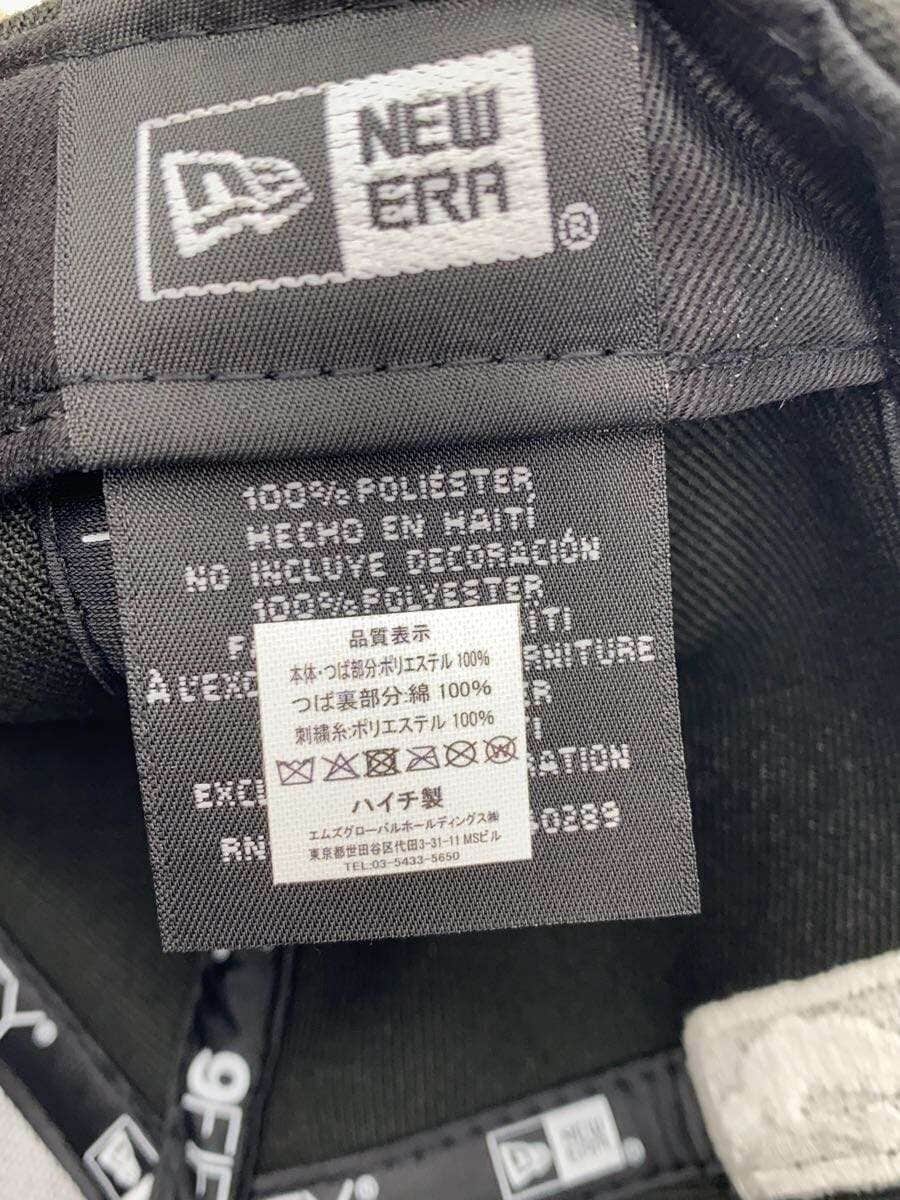 NEW
ERA
®
100% POLIÉSTER
HECHO EN HAITÍ
NO INCLUYE DECORACIÓN
100% POLYESTER
品質表示
本体・つば部分:ポリエステル 100%
つば裏部分:綿 100%
刺繍糸:ポリエステル 100%
ハイチ製
エムズグローバルホールディングス㈱
東京都世田谷区代田3-31-11 MSビル
TEL:03-5433-5650
RN
NEW
ERA